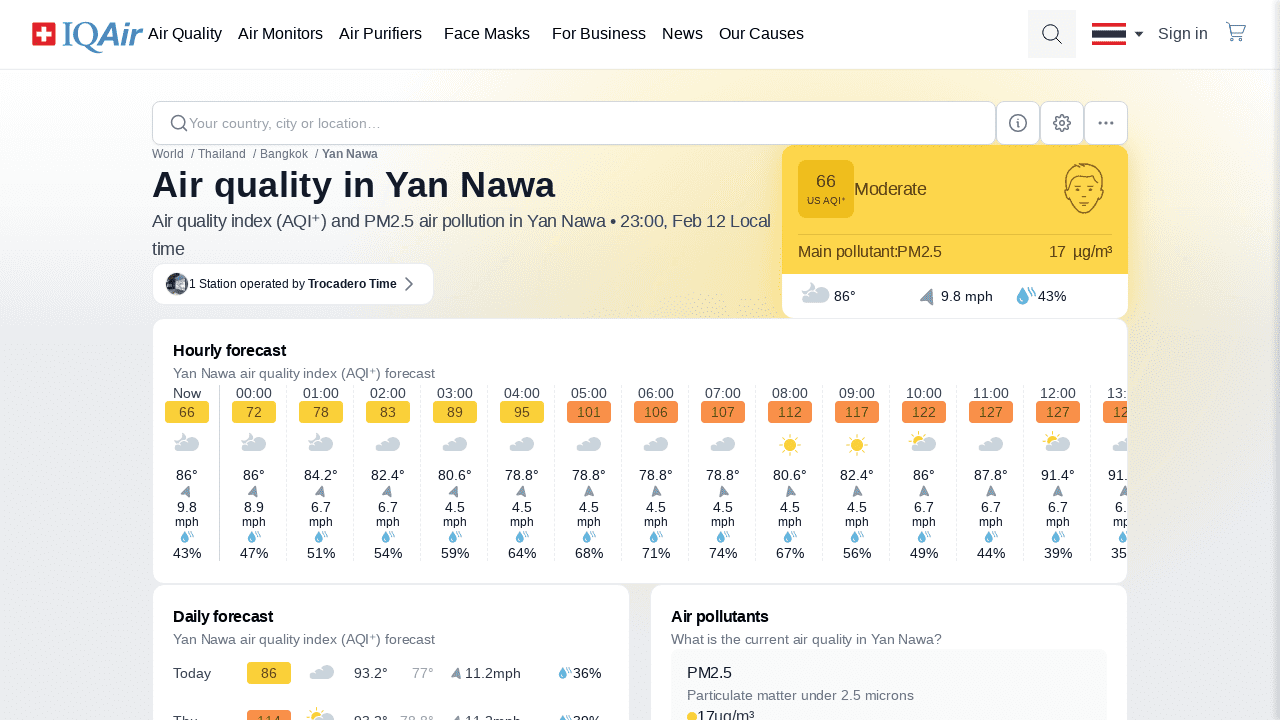 IQAir
Air Quality Air Monitors Air Purifiers Face Masks For Business News Our Causes
Sign in
Your country, city or location…
World / Thailand / Bangkok / Yan Nawa
Air quality in Yan Nawa
Air quality index (AQI⁺) and PM2.5 air pollution in Yan Nawa • 23:00, Feb 12 Local
time
1 Station operated by Trocadero Time
66
US AQI⁺
Moderate
Main pollutant:PM2.5 17 µg/m³
86° 9.8 mph 43%
Hourly forecast
Yan Nawa air quality index (AQI⁺) forecast
Now 00:00 01:00 02:00 03:00 04:00 05:00 06:00 07:00 08:00 09:00 10:00 11:00 12:00 13:
66 72 78 83 89 95 101 106 107 112 117 122 127 127 12
86° 86° 84.2° 82.4° 80.6° 78.8° 78.8° 78.8° 78.8° 80.6° 82.4° 86° 87.8° 91.4° 91.
9.8 8.9 6.7 6.7 4.5 4.5 4.5 4.5 4.5 4.5 4.5 6.7 6.7 6.7 6.
mph mph mph mph mph mph mph mph mph mph mph mph mph mph mp
43% 47% 51% 54% 59% 64% 68% 71% 74% 67% 56% 49% 44% 39% 35
Daily forecast
Yan Nawa air quality index (AQI⁺) forecast
Today 86 93.2° 77° 11.2mph 36%
Thu 114 93.2° 78.8° 11.2mph 39%
Air pollutants
What is the current air quality in Yan Nawa?
PM2.5
Particulate matter under 2.5 microns
17µg/m³